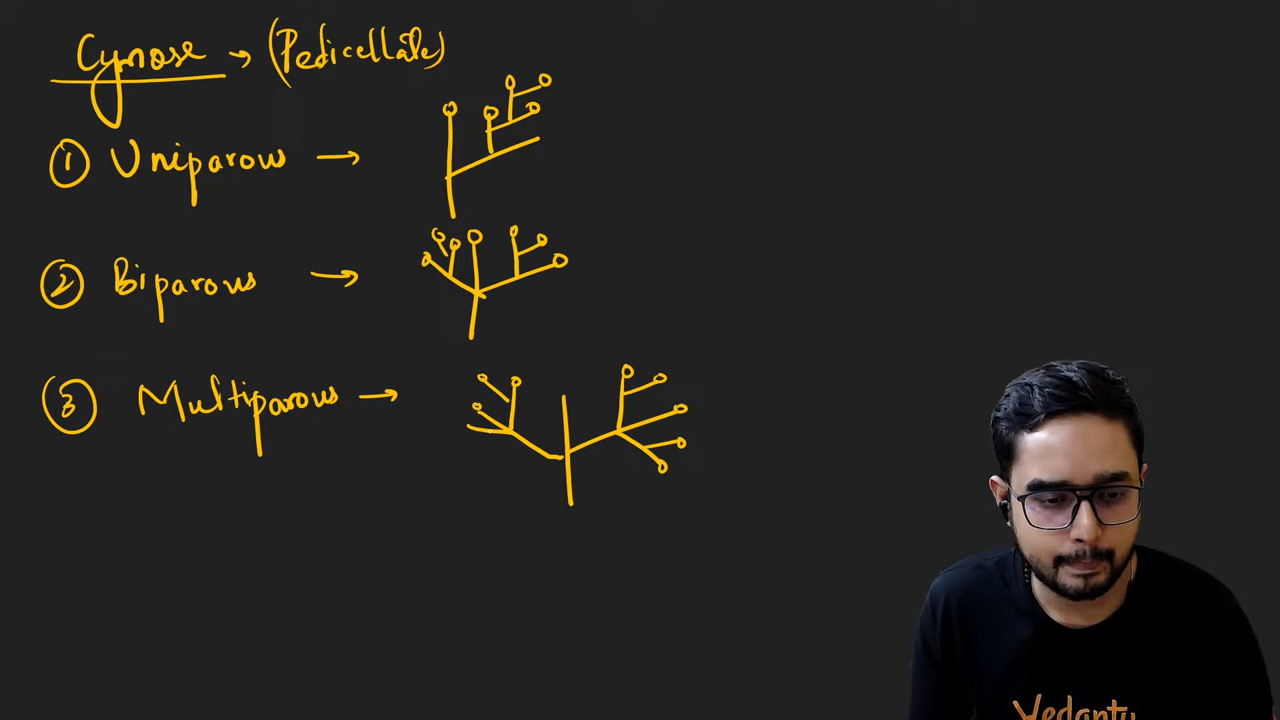 Cymose → (Pedicellate)
① Uniparous →
② Biparous →
③ Multiparous →
Vedantu